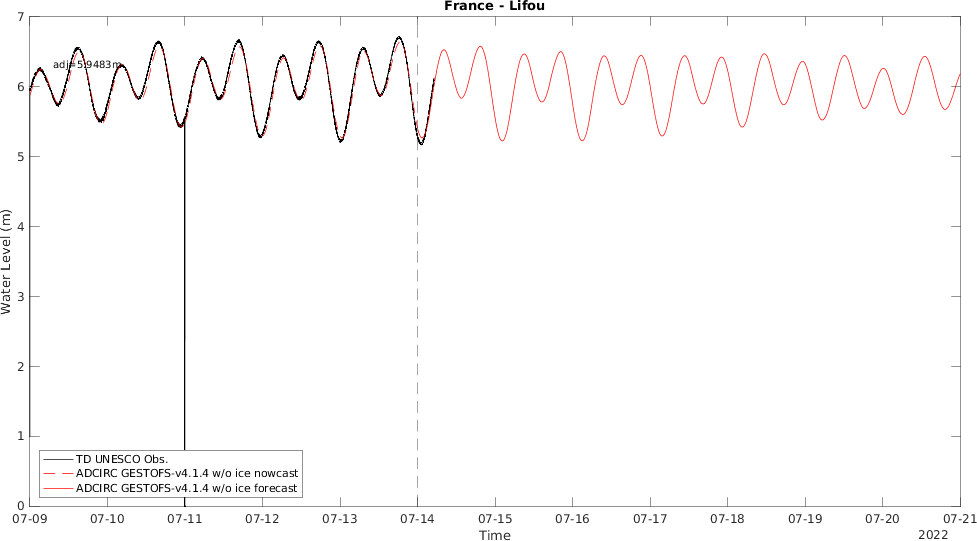 France - Lifou
7
adj=5.9483m
6
5
4
3
2
1
0
Water Level (m)
TD UNESCO Obs.
ADCIRC GESTOFS-v4.1.4 w/o ice nowcast
ADCIRC GESTOFS-v4.1.4 w/o ice forecast
07-09 07-10 07-11 07-12 07-13 07-14 07-15 07-16 07-17 07-18 07-19 07-20 07-21
Time
2022